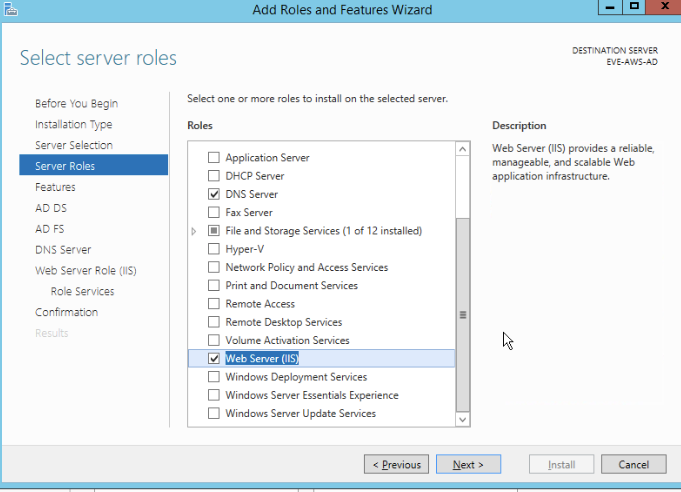 Add Roles and Features Wizard
Select server roles
DESTINATION SERVER
EVE-AWS-AD
Before You Begin
Installation Type
Server Selection
Server Roles
Features
AD DS
AD FS
DNS Server
Web Server Role (IIS)
Role Services
Confirmation
Results
Select one or more roles to install on the selected server.
Roles
Application Server
DHCP Server
DNS Server
Fax Server
File and Storage Services (1 of 12 installed)
Hyper-V
Network Policy and Access Services
Print and Document Services
Remote Access
Remote Desktop Services
Volume Activation Services
Web Server (IIS)
Windows Deployment Services
Windows Server Essentials Experience
Windows Server Update Services
Description
Web Server (IIS) provides a reliable,
manageable, and scalable Web
application infrastructure.
< Previous
Next >
Install
Cancel